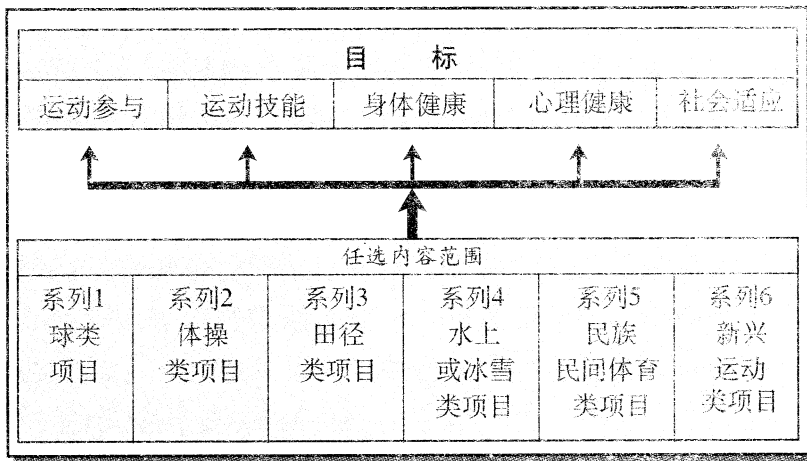 目 标
运动参与 运动技能 身体健康 心理健康 社会适应
任选内容范围
系列1 系列2 系列3 系列4 系列5 系列6
球类 体操 田径 水上 民族 新兴
项目 类项目 类项目 或冰雪 民间体育 运动
类项目 类项目 类项目